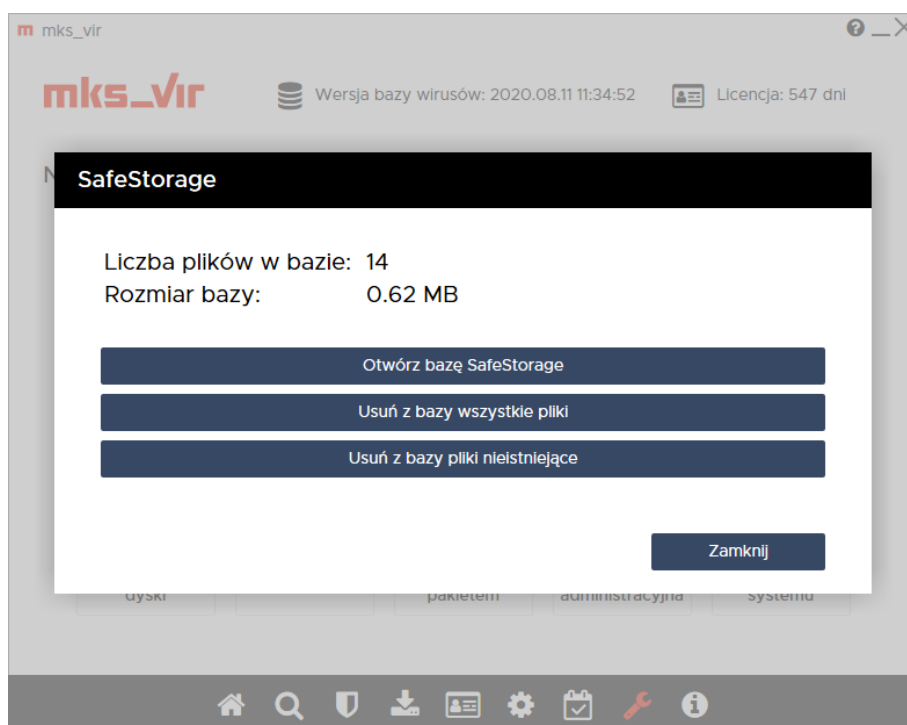 mks_vir
mks_vir
Wersja bazy wirusów: 2020.08.11 11:34:52
Licencja: 547 dni
N
SafeStorage
Liczba plików w bazie: 14
Rozmiar bazy: 0.62 MB
Otwórz bazę SafeStorage
Usuń z bazy wszystkie pliki
Usuń z bazy pliki nieistniejące
Zamknij
dyski pakietem administracyjna systemu